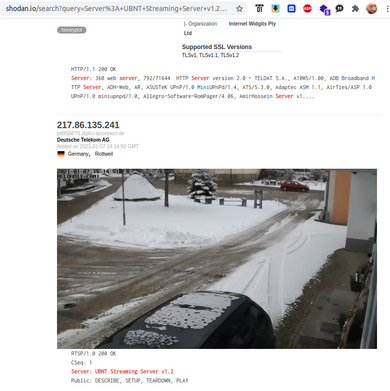 shodan.io/search?query=Server%3A+UBNT+Streaming+Server+v1.2...
honeypot
|- Organization: Internet Widgits Pty
Ltd
Supported SSL Versions
TLSv1, TLSv1.1, TLSv1.2
HTTP/1.1 200 OK
Server: 360 web server, 792/71644 HTTP Server version 2.0 - TELDAT S.A., A10WS/1.00, ADB Broadband H
TTP Server, ADH-Web, AR, ASUSTeK UPnP/1.0 MiniUPnPd/1.4, ATS/5.3.0, Adaptec ASM 1.1, AirTies/ASP 1.0
UPnP/1.0 miniupnpd/1.0, Allegro-Software-RomPager/4.06, AmirHossein Server v1....
217.86.135.241
Deutsche Telekom AG
Added on 2021-01-07 14:14:50 GMT
Germany, Rottweil
RTSP/1.0 200 OK
CSeq: 1
Server: UBNT Streaming Server v1.2
Public: DESCRIBE, SETUP, TEARDOWN, PLAY